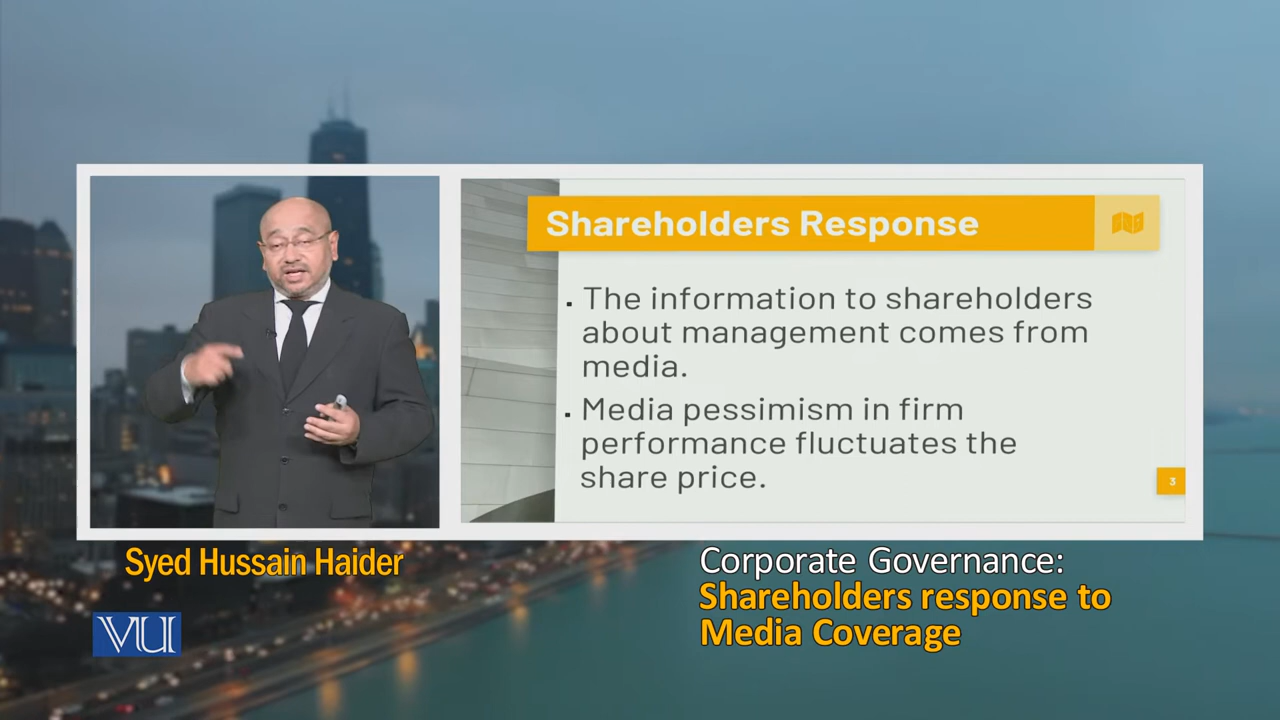 Shareholders Response
▪ The information to shareholders
about management comes from
media.
▪ Media pessimism in firm
performance fluctuates the
share price.
3
Syed Hussain Haider
Corporate Governance:
Shareholders response to
Media Coverage
VU